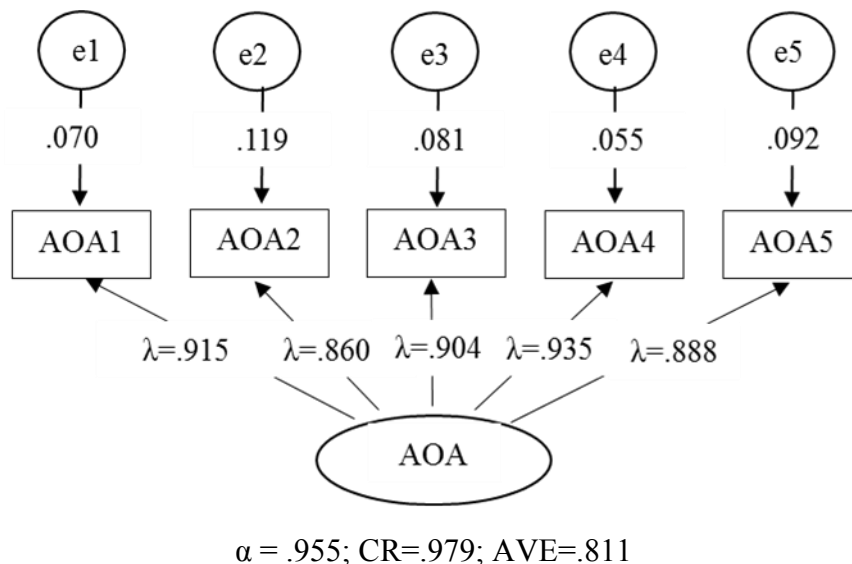 e1 e2 e3 e4 e5
.070 .119 .081 .055 .092
AOA1 AOA2 AOA3 AOA4 AOA5
λ=.915 λ=.860 λ=.904 λ=.935 λ=.888
AOA
α = .955; CR=.979; AVE=.811